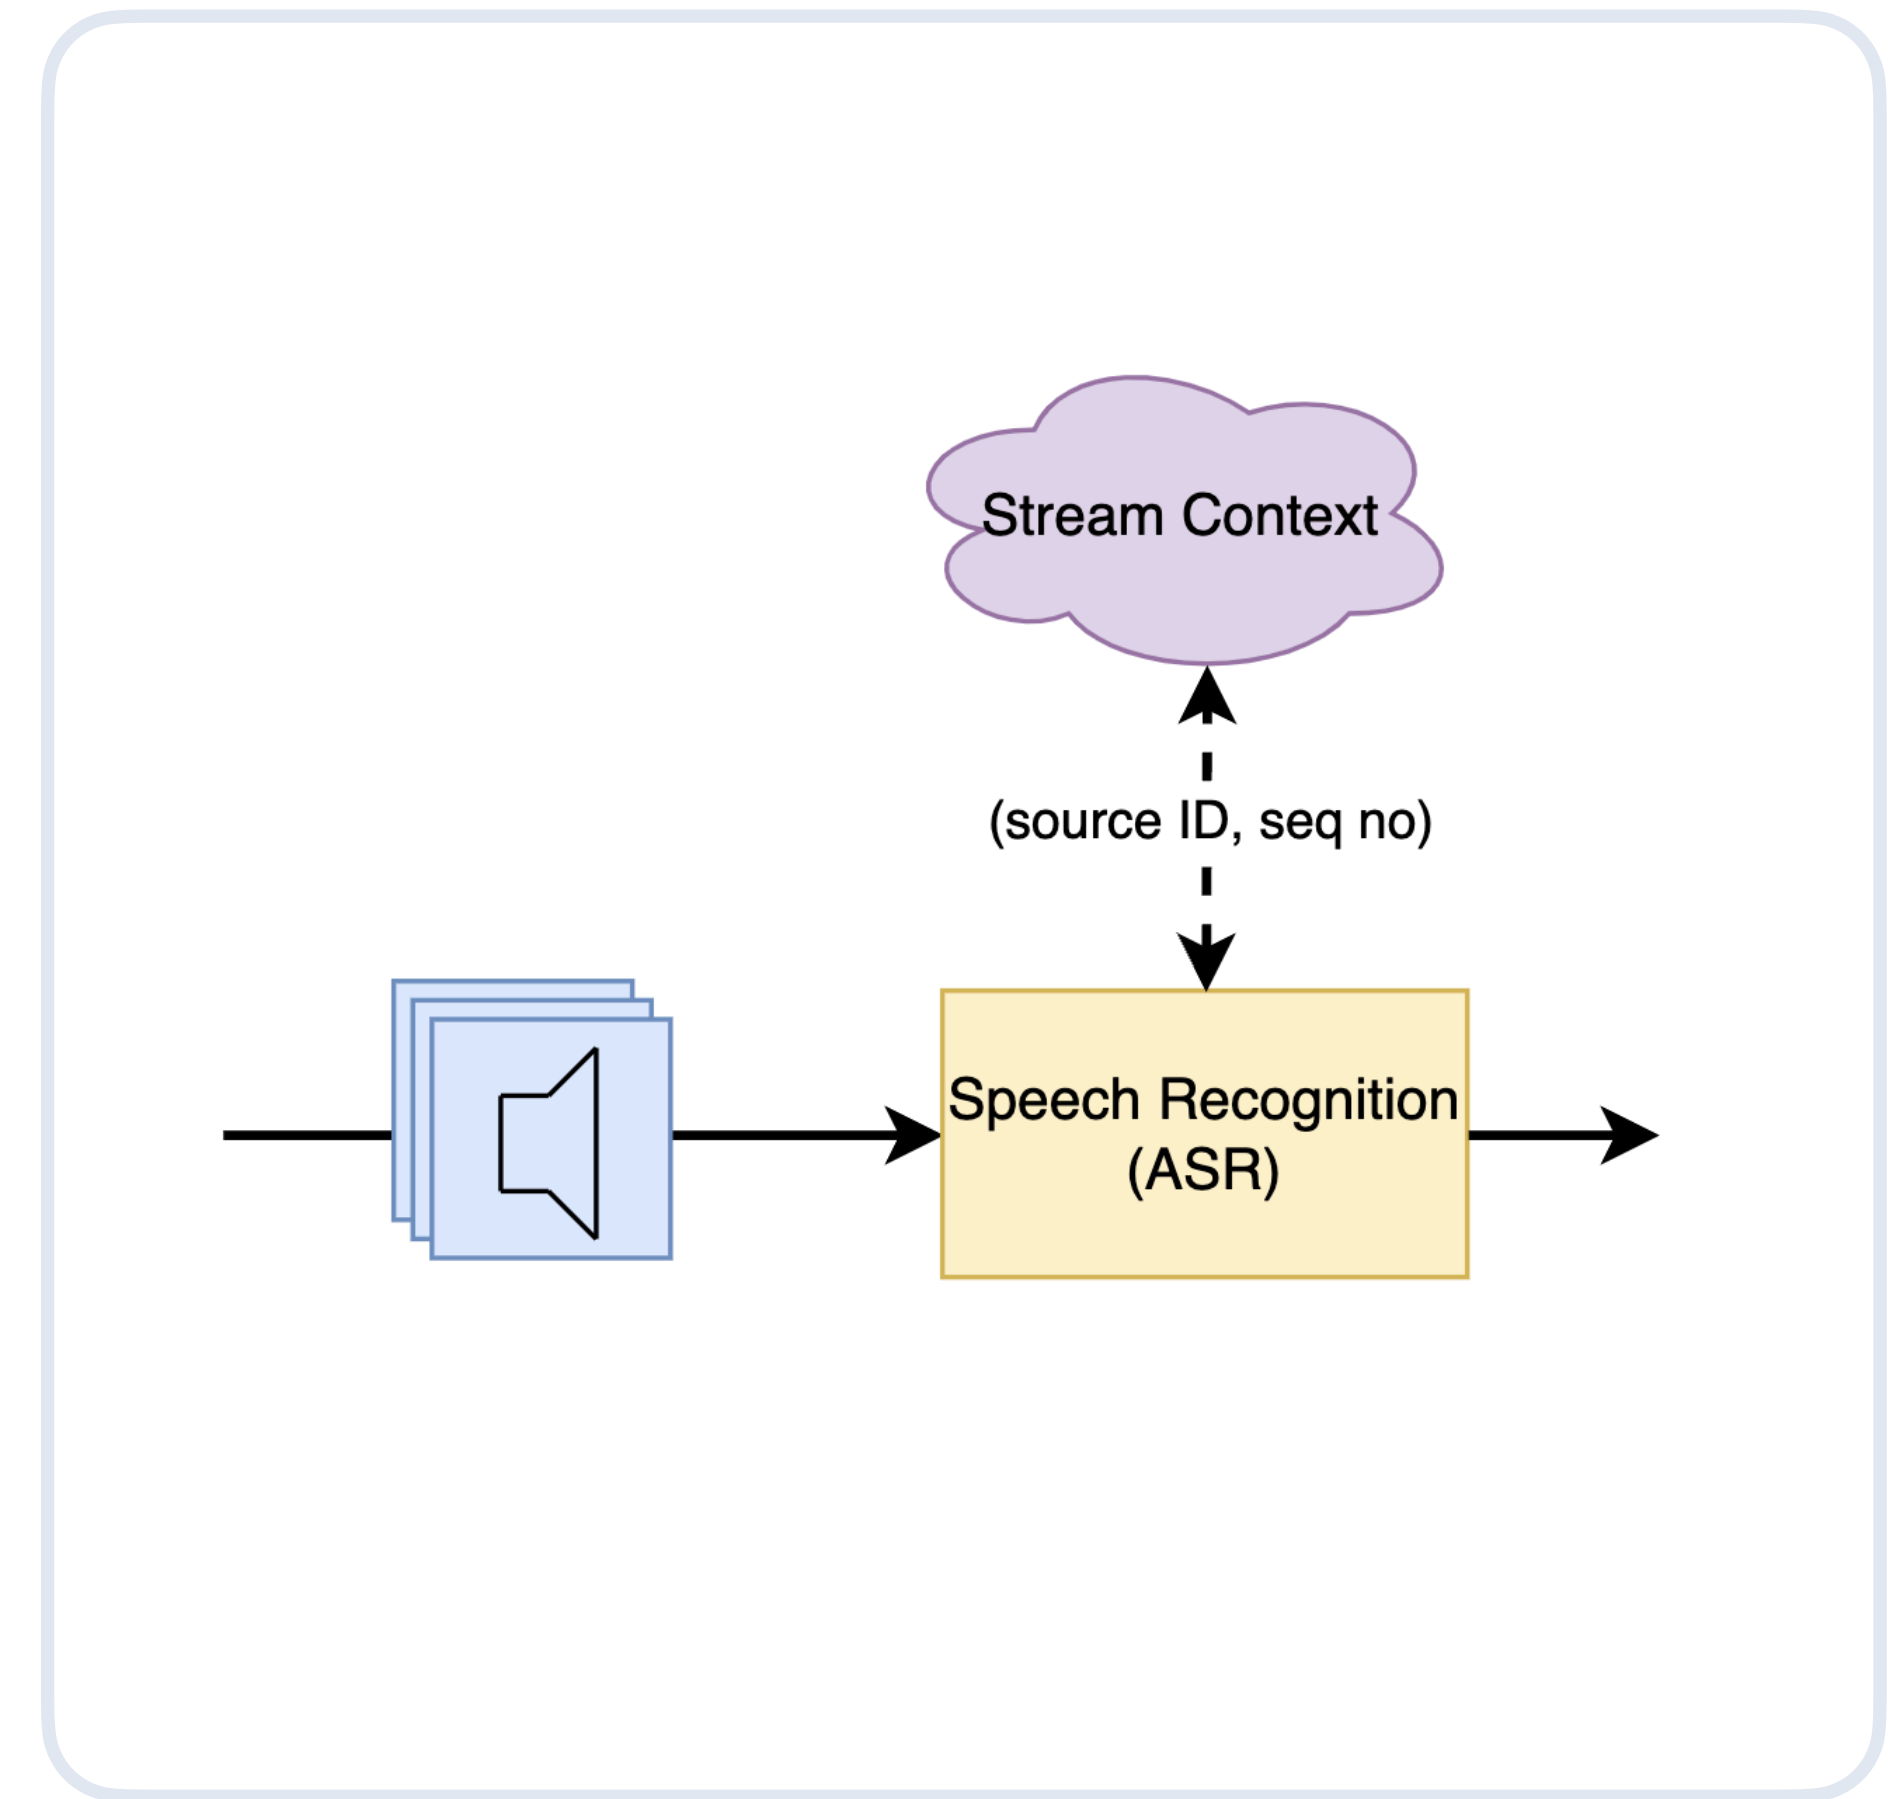 Stream Context
(source ID, seq no)
Speech Recognition
(ASR)